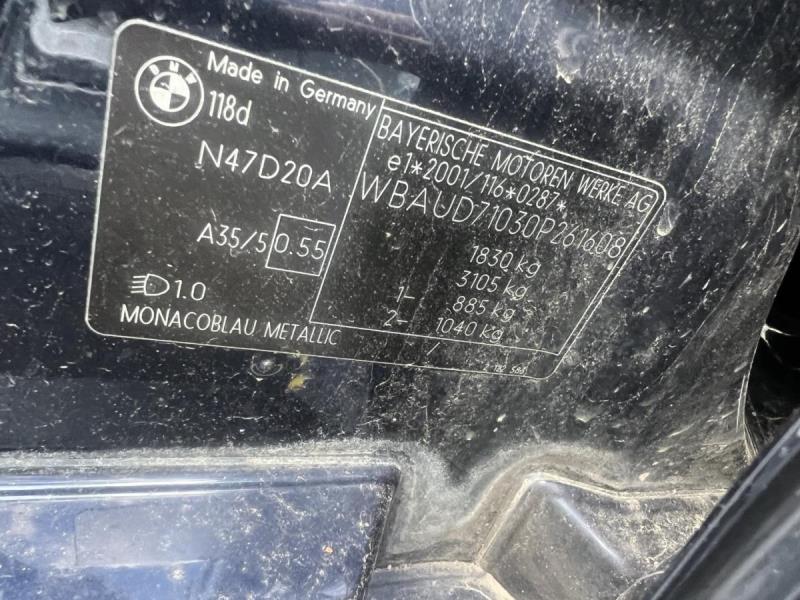 BMW
Made in Germany
118d
N47D20A
A35/5 0.55
1.0
MONACOBLAU METALLIC
BAYERISCHE MOTOREN WERKE AG
e1*2001/116*0287*
WBAUD71030P261608
1830 kg
3105 kg
1- 885 kg
2- 1040 kg
/